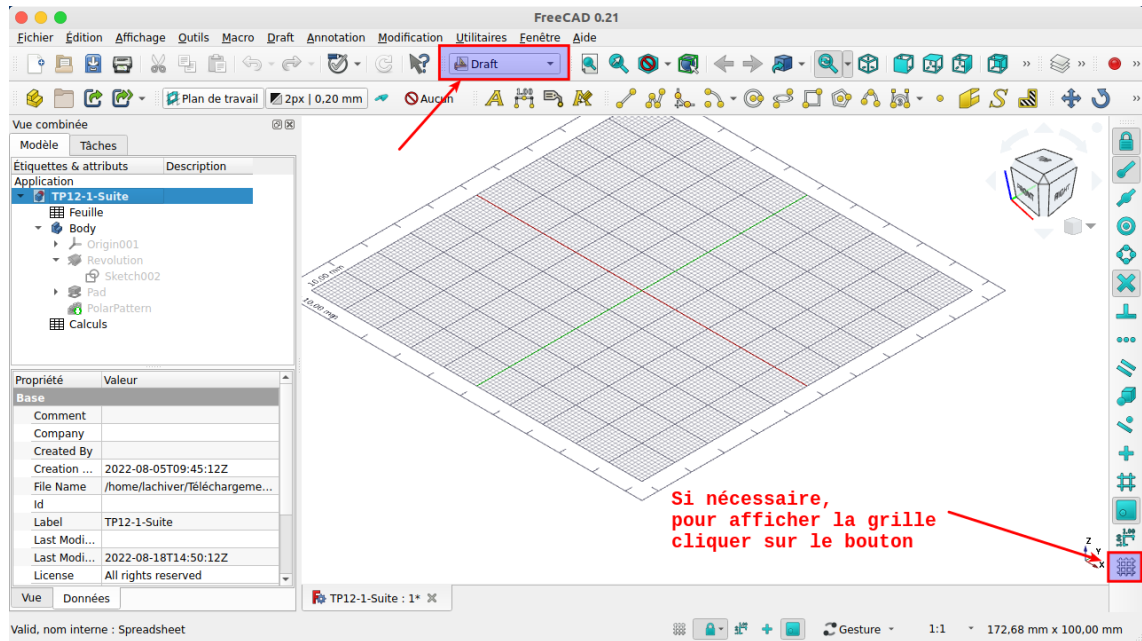 FreeCAD 0.21
Fichier Édition Affichage Outils Macro Draft Annotation Modification Utilitaires Fenêtre Aide
Draft
Plan de travail 2px | 0,20 mm Aucun
Vue combinée
Modèle Tâches
Étiquettes & attributs Description
Application
TP12-1-Suite
Feuille
Body
Origin001
Revolution
Sketch002
Pad
PolarPattern
Calculs
Propriété Valeur
Base
Comment
Company
Created By
Creation ... 2022-08-05T09:45:12Z
File Name /home/lachiver/Téléchargeme...
Id
Label TP12-1-Suite
Last Modi...
Last Modi... 2022-08-18T14:50:12Z
License All rights reserved
Vue Données
10.00 mm
10.00 mm
FRONT RIGHT
Si nécessaire,
pour afficher la grille
cliquer sur le bouton
Z
Y
X
TP12-1-Suite : 1*
Valid, nom interne : Spreadsheet
Gesture 1:1 172,68 mm x 100,00 mm